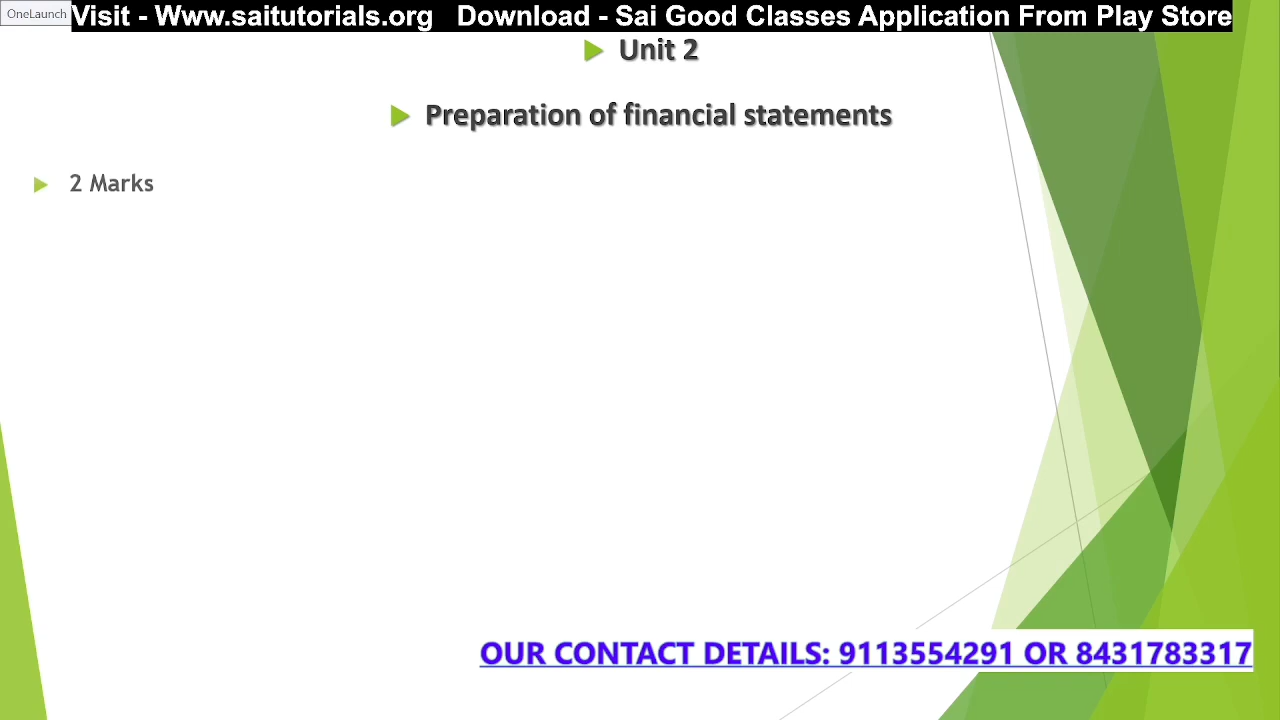 OneLaunch
Visit - Www.saitutorials.org   Download - Sai Good Classes Application From Play Store
Unit 2
Preparation of financial statements
2 Marks
OUR CONTACT DETAILS: 9113554291 OR 8431783317